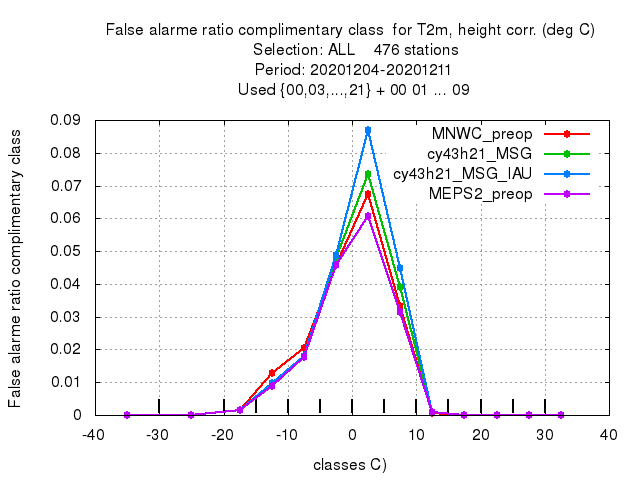 False alarme ratio complimentary class  for T2m, height corr. (deg C)
Selection: ALL    476 stations
Period: 20201204-20201211
Used {00,03,...,21} + 00 01 ... 09
False alarme ratio complimentary class
0.09
0.08
0.07
0.06
0.05
0.04
0.03
0.02
0.01
0
MNWC_preop
cy43h21_MSG
cy43h21_MSG_IAU
MEPS2_preop
-40 -30 -20 -10 0 10 20 30 40
classes C)